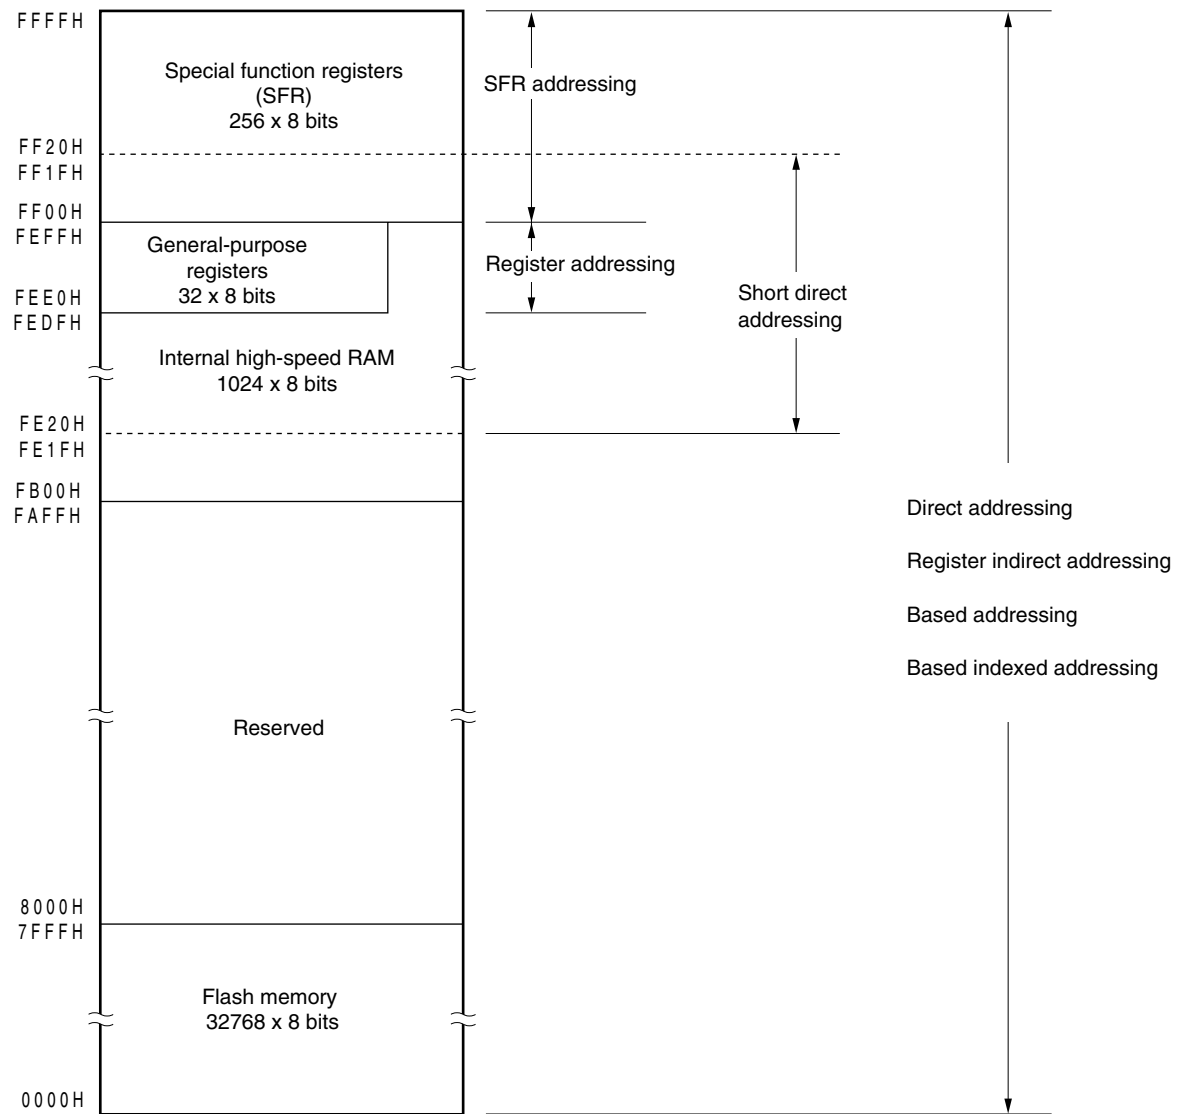 FFFFH
Special function registers
(SFR)
256 x 8 bits
SFR addressing
FF20H
FF1FH
FF00H
FEFFH
General-purpose
registers
32 x 8 bits
Register addressing
FEE0H
FEDFH
Short direct
addressing
Internal high-speed RAM
1024 x 8 bits
FE20H
FE1FH
FB00H
FAFFH
Direct addressing
Register indirect addressing
Based addressing
Based indexed addressing
Reserved
8000H
7FFFH
Flash memory
32768 x 8 bits
0000H